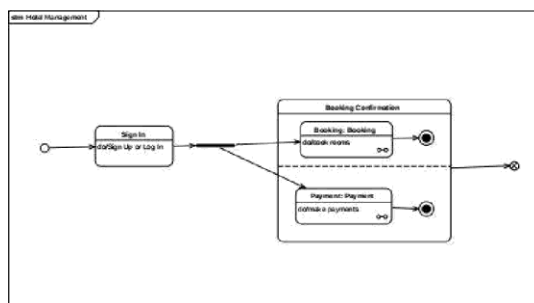 stm Hotel Management
Sign In
do/Sign Up or Log In
Booking Confirmation
Booking: Booking
do/book rooms
Payment: Payment
do/make payments